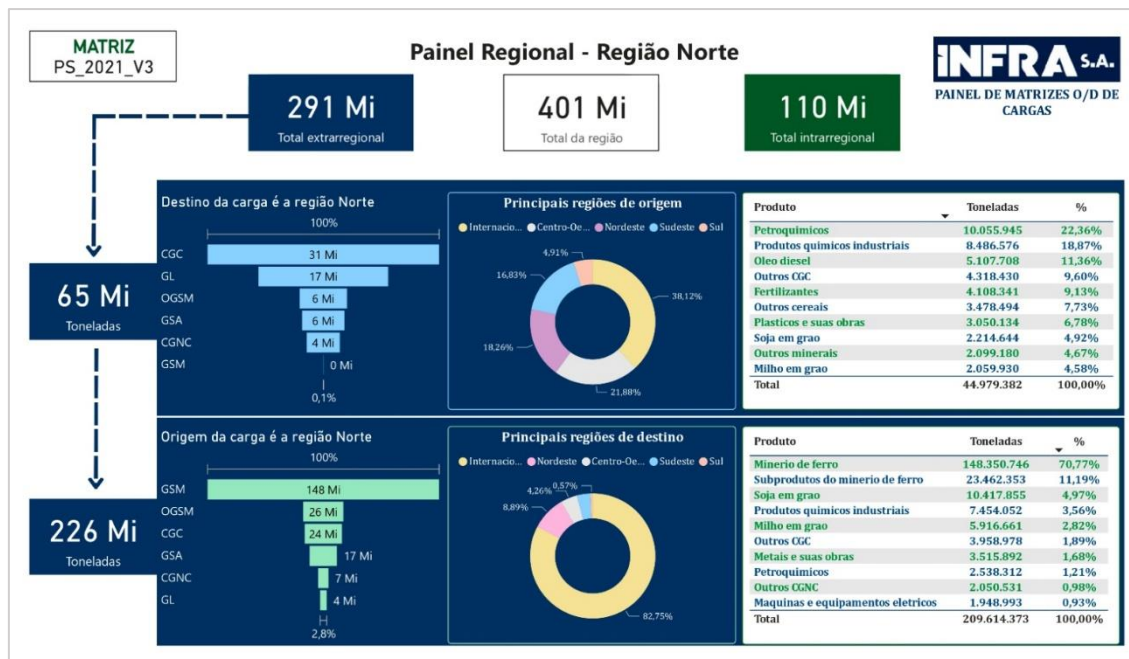 MATRIZ
PS_2021_V3
Painel Regional - Região Norte
INFRA S.A.
PAINEL DE MATRIZES O/D DE
CARGAS
291 Mi
Total extrarregional
401 Mi
Total da região
110 Mi
Total intrarregional
65 Mi
Toneladas
Destino da carga é a região Norte
100%
CGC 31 Mi
GL 17 Mi
OGSM 6 Mi
GSA 6 Mi
CGNC 4 Mi
GSM 0 Mi
0,1%
Principais regiões de origem
Internacio... Centro-Oe... Nordeste Sudeste Sul
4,91%
16,83%
38,12%
18,26%
21,88%
Produto Toneladas %
Petroquimicos 10.055.945 22,36%
Produtos quimicos industriais 8.486.576 18,87%
Oleo diesel 5.107.708 11,36%
Outros CGC 4.318.430 9,60%
Fertilizantes 4.108.341 9,13%
Outros cereais 3.478.494 7,73%
Plasticos e suas obras 3.050.134 6,78%
Soja em grao 2.214.644 4,92%
Outros minerais 2.099.180 4,67%
Milho em grao 2.059.930 4,58%
Total 44.979.382 100,00%
226 Mi
Toneladas
Origem da carga é a região Norte
100%
GSM 148 Mi
OGSM 26 Mi
CGC 24 Mi
GSA 17 Mi
CGNC 7 Mi
GL 4 Mi
2,8%
Principais regiões de destino
Internacio... Nordeste Centro-Oe... Sudeste Sul
4,26% 0,57%
8,89%
82,75%
Produto Toneladas %
Minerio de ferro 148.350.746 70,77%
Subprodutos do minerio de ferro 23.462.353 11,19%
Soja em grao 10.417.855 4,97%
Produtos quimicos industriais 7.454.052 3,56%
Milho em grao 5.916.661 2,82%
Outros CGC 3.958.978 1,89%
Metais e suas obras 3.515.892 1,68%
Petroquimicos 2.538.312 1,21%
Outros CGNC 2.050.531 0,98%
Maquinas e equipamentos eletricos 1.948.993 0,93%
Total 209.614.373 100,00%